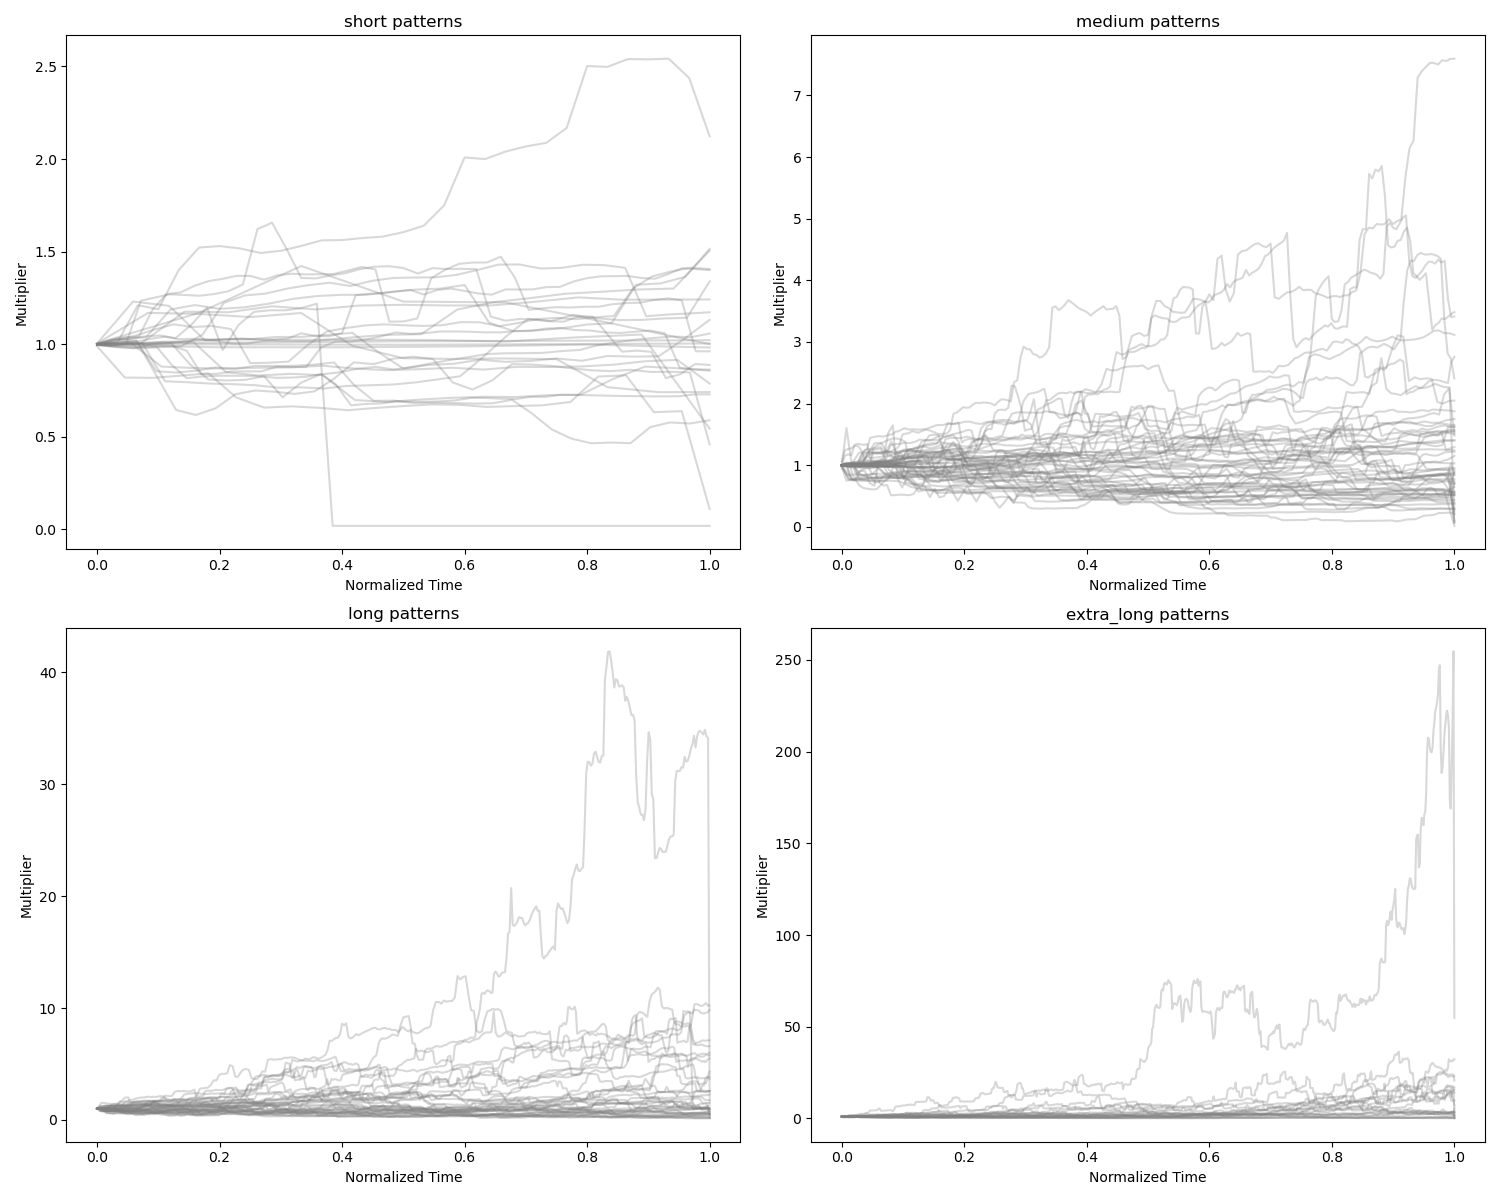 short patterns
Multiplier
2.5
2.0
1.5
1.0
0.5
0.0
0.0 0.2 0.4 0.6 0.8 1.0
Normalized Time
medium patterns
Multiplier
7
6
5
4
3
2
1
0
0.0 0.2 0.4 0.6 0.8 1.0
Normalized Time
long patterns
Multiplier
40
30
20
10
0
0.0 0.2 0.4 0.6 0.8 1.0
Normalized Time
extra_long patterns
Multiplier
250
200
150
100
50
0
0.0 0.2 0.4 0.6 0.8 1.0
Normalized Time